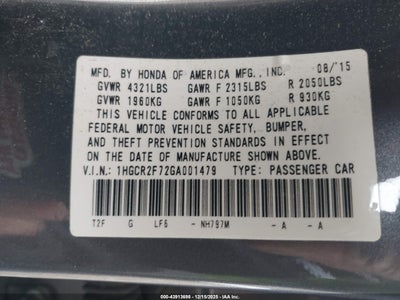 MFD. BY HONDA OF AMERICA MFG., INC. 08/'15
GVWR 4321LBS GAWR F 2315LBS R 2050LBS
GVWR 1960KG GAWR F 1050KG R 930KG
THIS VEHICLE CONFORMS TO ALL APPLICABLE
FEDERAL MOTOR VEHICLE SAFETY, BUMPER,
AND THEFT PREVENTION STANDARDS IN EFFECT
ON THE DATE OF MANUFACTURE SHOWN ABOVE.
V.I.N.: 1HGCR2F72GA001479 TYPE: PASSENGER CAR
T2F G LF6 -NH797M -A -A
000-43913690 - 12/15/2025 - IAA Inc.